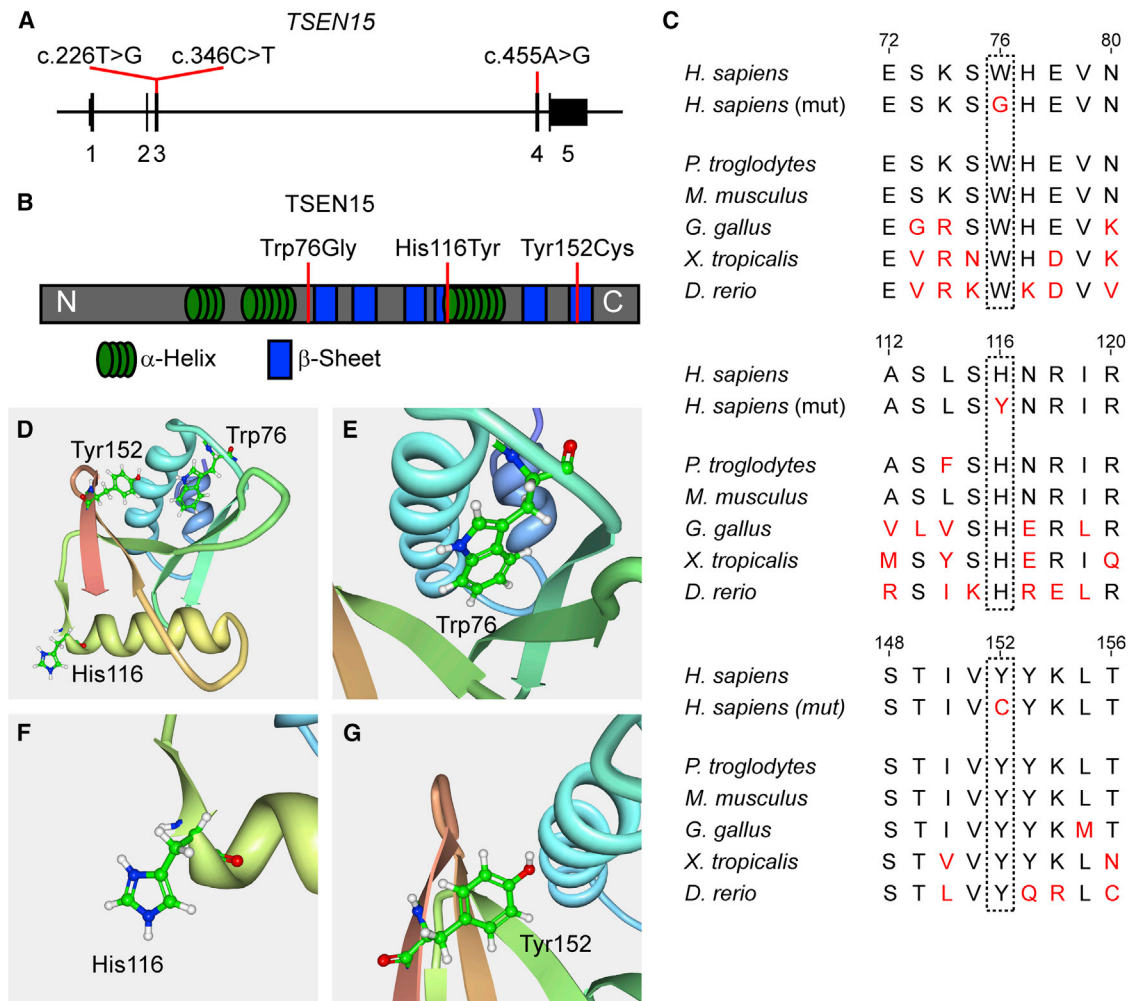 A
TSEN15
c.226T>G c.346C>T c.455A>G
1 2 3 4 5
B
TSEN15
Trp76Gly His116Tyr Tyr152Cys
N C
α-Helix β-Sheet
C
72 76 80
H. sapiens E S K S W H E V N
H. sapiens (mut) E S K S G H E V N
P. troglodytes E S K S W H E V N
M. musculus E S K S W H E V N
G. gallus E G R S W H E V K
X. tropicalis E V R N W H D V K
D. rerio E V R K W K D V V
112 116 120
H. sapiens A S L S H N R I R
H. sapiens (mut) A S L S Y N R I R
P. troglodytes A S F S H N R I R
M. musculus A S L S H N R I R
G. gallus V L V S H E R L R
X. tropicalis M S Y S H E R I Q
D. rerio R S I K H R E L R
148 152 156
H. sapiens S T I V Y Y K L T
H. sapiens (mut) S T I V C Y K L T
P. troglodytes S T I V Y Y K L T
M. musculus S T I V Y Y K L T
G. gallus S T I V Y Y K M T
X. tropicalis S T V V Y Y K L N
D. rerio S T L V Y Q R L C
D
Tyr152 Trp76
His116
E
Trp76
F
His116
G
Tyr152